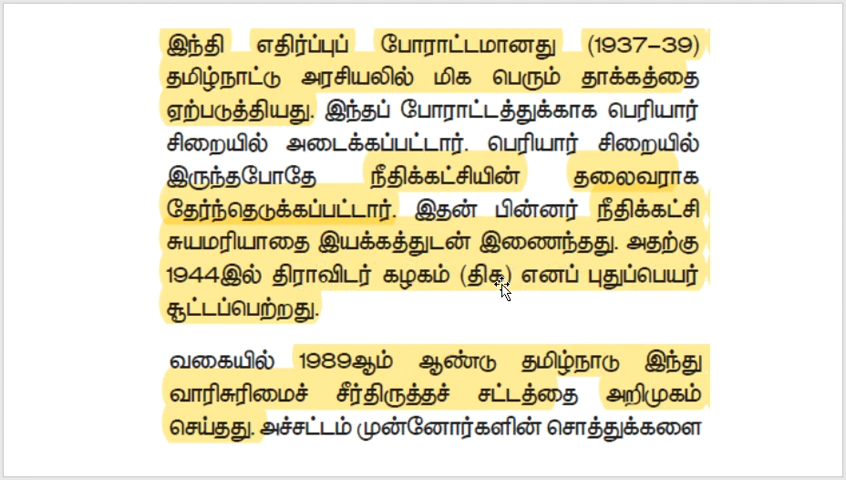 இந்தி எதிர்ப்புப் போராட்டமானது (1937–39)
தமிழ்நாட்டு அரசியலில் மிக பெரும் தாக்கத்தை
ஏற்படுத்தியது. இந்தப் போராட்டத்துக்காக பெரியார்
சிறையில் அடைக்கப்பட்டார். பெரியார் சிறையில்
இருந்தபோதே நீதிக்கட்சியின் தலைவராக
தேர்ந்தெடுக்கப்பட்டார். இதன் பின்னர் நீதிக்கட்சி
சுயமரியாதை இயக்கத்துடன் இணைந்தது. அதற்கு
1944இல் திராவிடர் கழகம் (திக) எனப் புதுப்பெயர்
சூட்டப்பெற்றது.
வகையில் 1989ஆம் ஆண்டு தமிழ்நாடு இந்து
வாரிசுரிமைச் சீர்திருத்தச் சட்டத்தை அறிமுகம்
செய்தது. அச்சட்டம் முன்னோர்களின் சொத்துக்களை